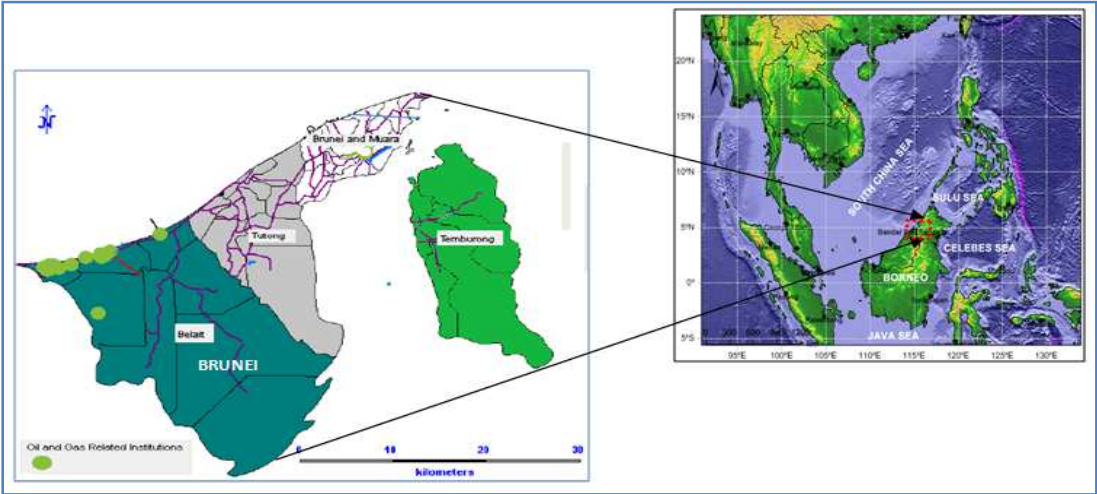 N
Brunei and Muara
Tutong
Temburong
Belait
BRUNEI
Oil and Gas Related Institutions
0 10 20 30
kilometers
20°N
15°N
10°N
5°N
0°
5°S
95°E 100°E 105°E 110°E 115°E 120°E 125°E 130°E
SOUTH CHINA SEA
SULU SEA
CELEBES SEA
BORNEO
JAVA SEA